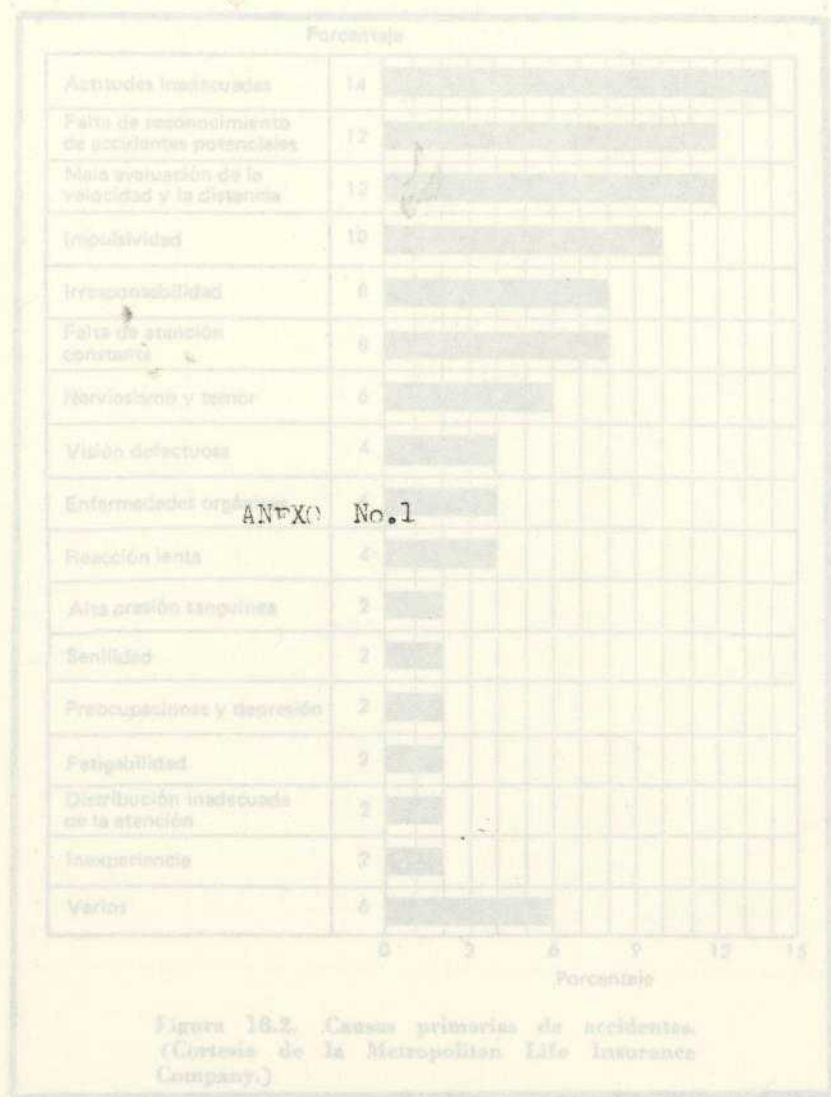 Porcentaje
Actitudes inadecuadas 14
Falta de reconocimiento
de accidentes potenciales 12
Mala evaluación de la
velocidad y la distancia 12
Impulsividad 10
Irresponsabilidad 8
Falta de atención
constante 8
Nerviosismo y temor 6
Visión defectuosa 4
Enfermedades orgánicas
ANEXO No.1
Reacción lenta 4
Alta presión sanguínea 2
Senilidad 2
Preocupaciones y depresión 2
Fatigabilidad 2
Distribución inadecuada
de la atención 2
Inexperiencia 2
Varios 6
0 3 6 9 12 15
Porcentaje
Figura 18.2. Causas primarias de accidentes.
(Cortesía de la Metropolitan Life Insurance
Company.)